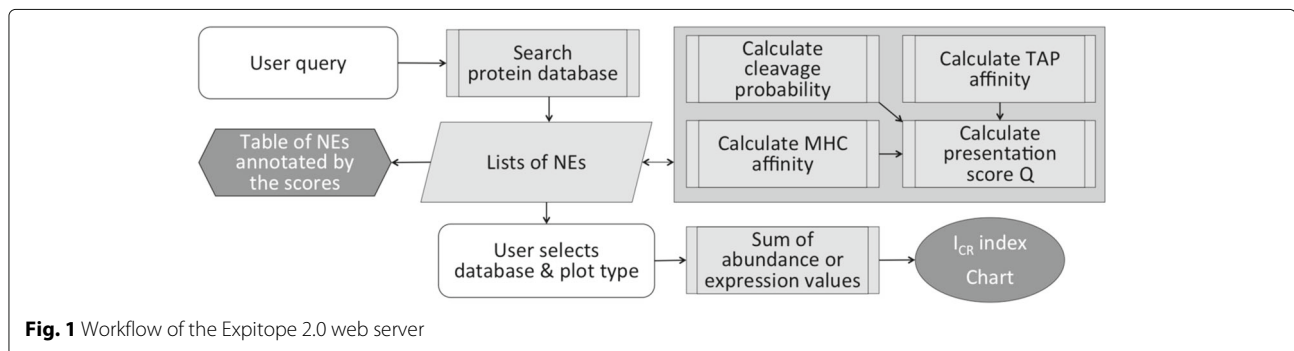 User query
Search
protein database
Calculate
cleavage
probability
Calculate TAP
affinity
Table of NEs
annotated by
the scores
Lists of NEs
Calculate MHC
affinity
Calculate
presentation
score Q
User selects
database & plot type
Sum of
abundance or
expression values
I_CR index
Chart
Fig. 1 Workflow of the Expitope 2.0 web server